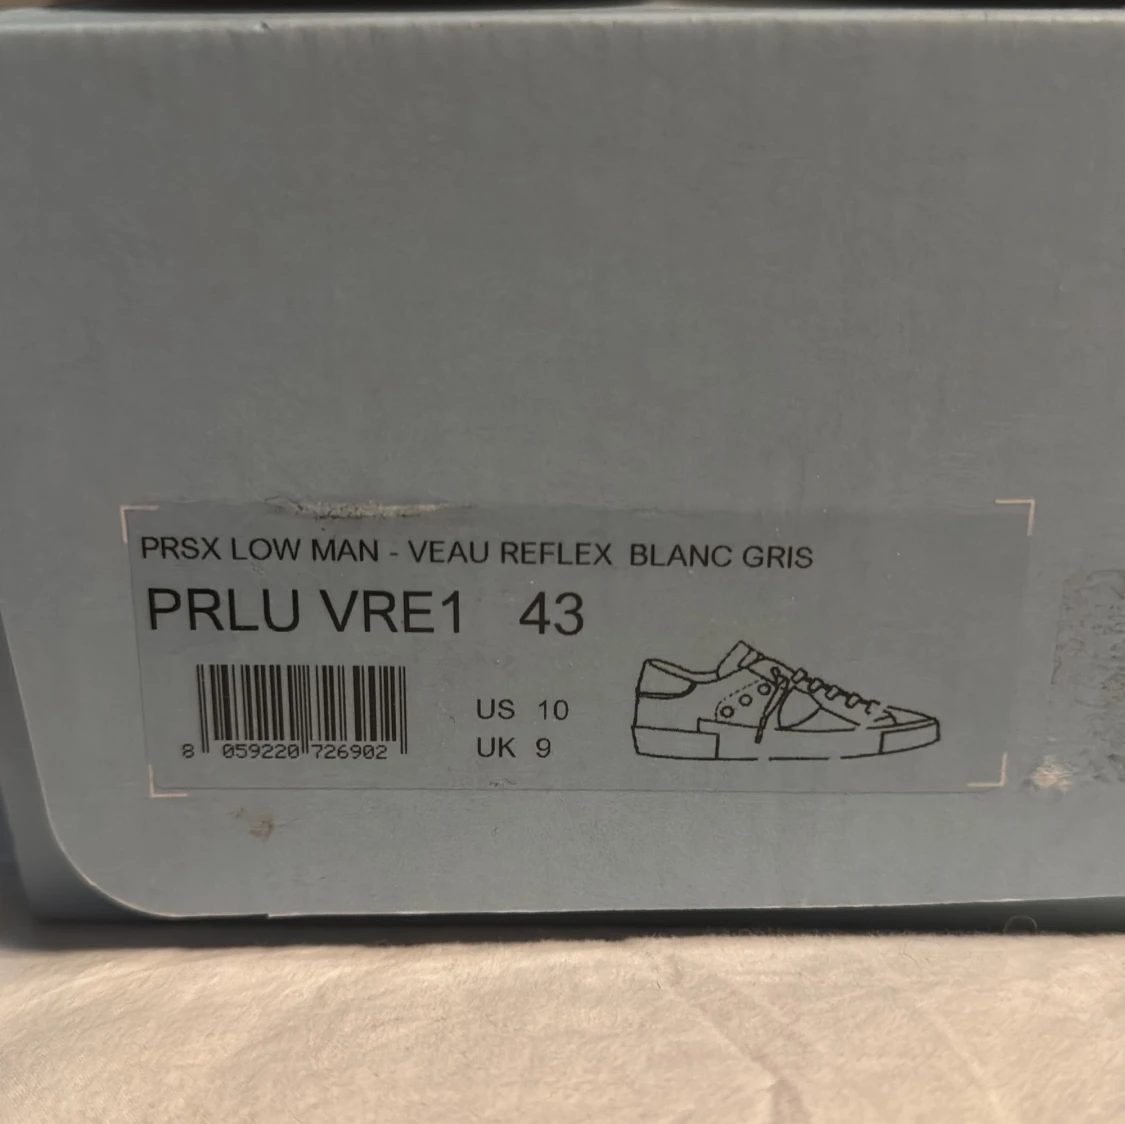 PRSX LOW MAN - VEAU REFLEX BLANC GRIS
PRLU VRE1 43
US 10
UK 9
8 059220 726902